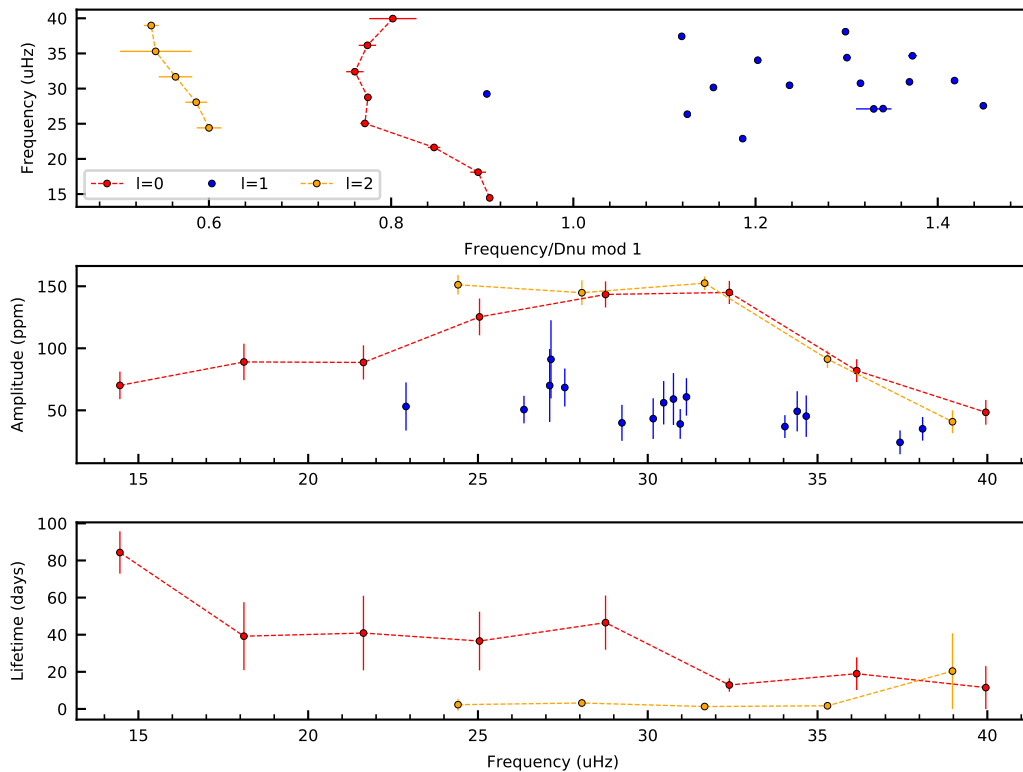 40
35
30
25
20
15
Frequency (uHz)
l=0 l=1 l=2
0.6 0.8 1.0 1.2 1.4
Frequency/Dnu mod 1
150
100
50
Amplitude (ppm)
15 20 25 30 35 40
100
80
60
40
20
0
Lifetime (days)
15 20 25 30 35 40
Frequency (uHz)